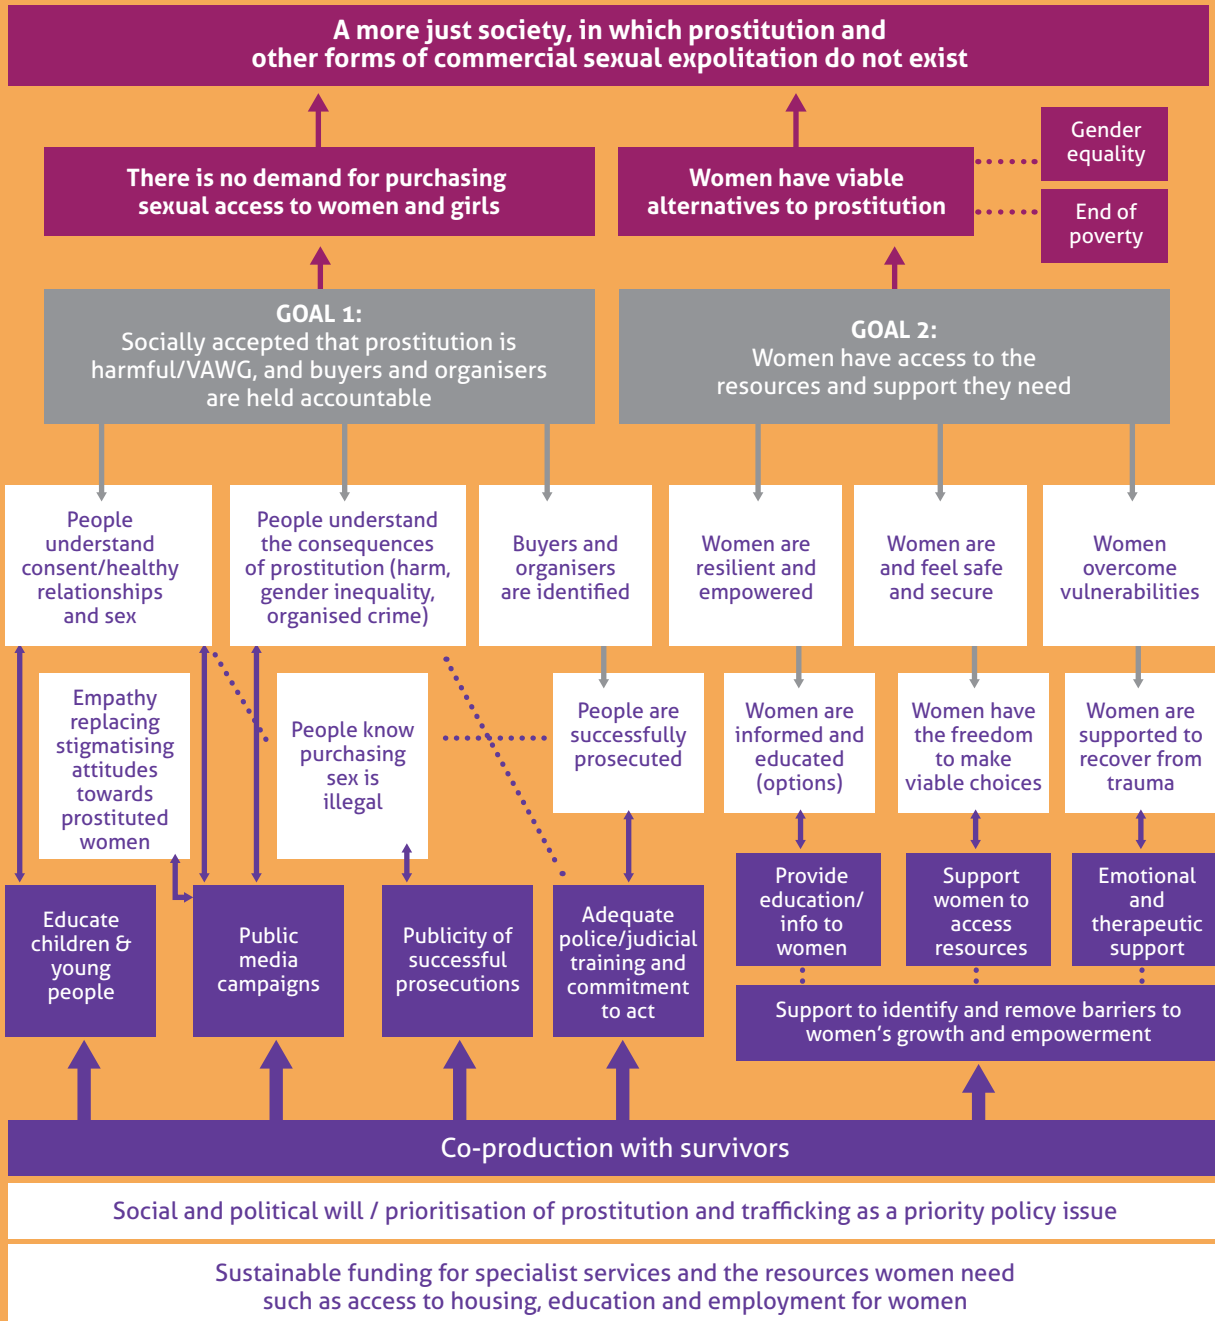 A more just society, in which prostitution and
other forms of commercial sexual expolitation do not exist
There is no demand for purchasing
sexual access to women and girls
Women have viable
alternatives to prostitution
Gender
equality
End of
poverty
GOAL 1:
Socially accepted that prostitution is
harmful/VAWG, and buyers and organisers
are held accountable
GOAL 2:
Women have access to the
resources and support they need
People
understand
consent/healthy
relationships
and sex
People understand
the consequences
of prostitution (harm,
gender inequality,
organised crime)
Buyers and
organisers
are identified
Women are
resilient and
empowered
Women are
and feel safe
and secure
Women
overcome
vulnerabilities
Empathy
replacing
stigmatising
attitudes
towards
prostituted
women
People know
purchasing
sex is
illegal
People are
successfully
prosecuted
Women are
informed and
educated
(options)
Women have
the freedom
to make
viable choices
Women are
supported to
recover from
trauma
Educate
children &
young
people
Public
media
campaigns
Publicity of
successful
prosecutions
Adequate
police/judicial
training and
commitment
to act
Provide
education/
info to
women
Support
women to
access
resources
Emotional
and
therapeutic
support
Support to identify and remove barriers to
women's growth and empowerment
Co-production with survivors
Social and political will / prioritisation of prostitution and trafficking as a priority policy issue
Sustainable funding for specialist services and the resources women need
such as access to housing, education and employment for women